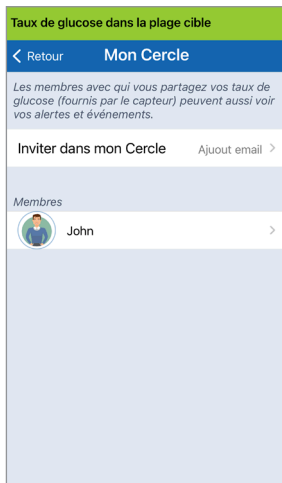 Taux de glucose dans la plage cible
Retour Mon Cercle
Les membres avec qui vous partagez vos taux de
glucose (fournis par le capteur) peuvent aussi voir
vos alertes et événements.
Inviter dans mon Cercle Ajuout email
Membres
John